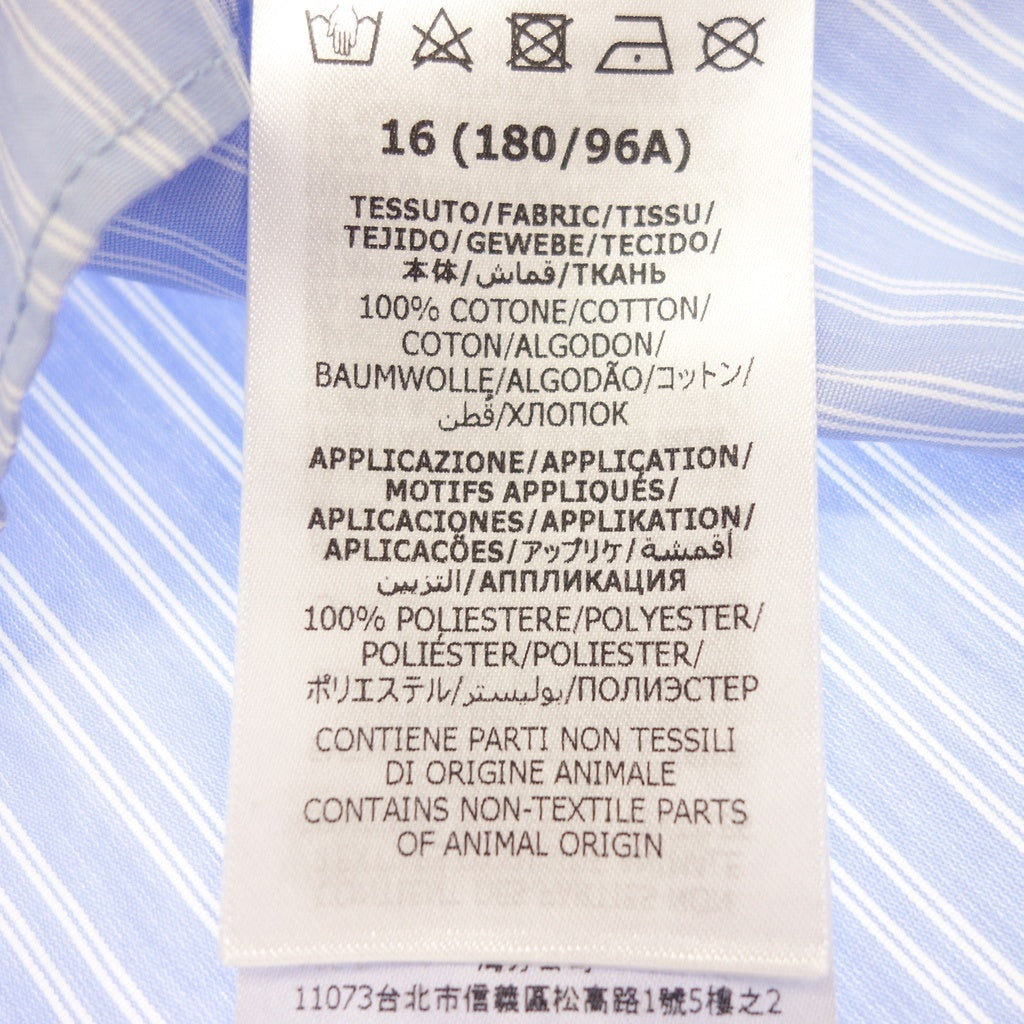 16 (180/96A)
TESSUTO/FABRIC/TISSU/
TEJIDO/GEWEBE/TECIDO/
本体/قماش/ТКАНЬ
100% COTONE/COTTON/
COTON/ALGODON/
BAUMWOLLE/ALGODÃO/コットン/
قُطن/ХЛОПОК
APPLICAZIONE/APPLICATION/
MOTIFS APPLIQUÉS/
APLICACIONES/APPLIKATION/
APLICAÇÕES/アップリケ/أقمشة
التزيين/АППЛИКАЦИЯ
100% POLIESTERE/POLYESTER/
POLIÉSTER/POLIESTER/
ポリエステル/بوليستر/ПОЛИЭСТЕР
CONTIENE PARTI NON TESSILI
DI ORIGINE ANIMALE
CONTAINS NON-TEXTILE PARTS
OF ANIMAL ORIGIN
11073台北市信義區松高路1號5樓之2